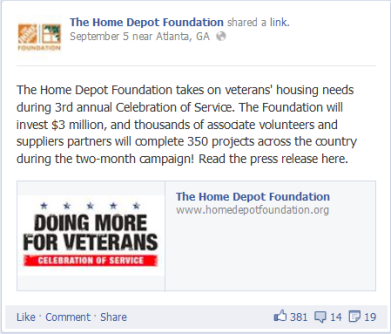 The Home Depot Foundation shared a link.
September 5 near Atlanta, GA
FOUNDATION
The Home Depot Foundation takes on veterans' housing needs
during 3rd annual Celebration of Service. The Foundation will
invest $3 million, and thousands of associate volunteers and
suppliers partners will complete 350 projects across the country
during the two-month campaign! Read the press release here.
DOING MORE
FOR VETERANS
CELEBRATION OF SERVICE
The Home Depot Foundation
www.homedepotfoundation.org
Like · Comment · Share 381 14 19